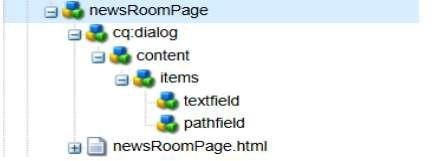 newsRoomPage
cq:dialog
content
items
textfield
pathfield
newsRoomPage.html